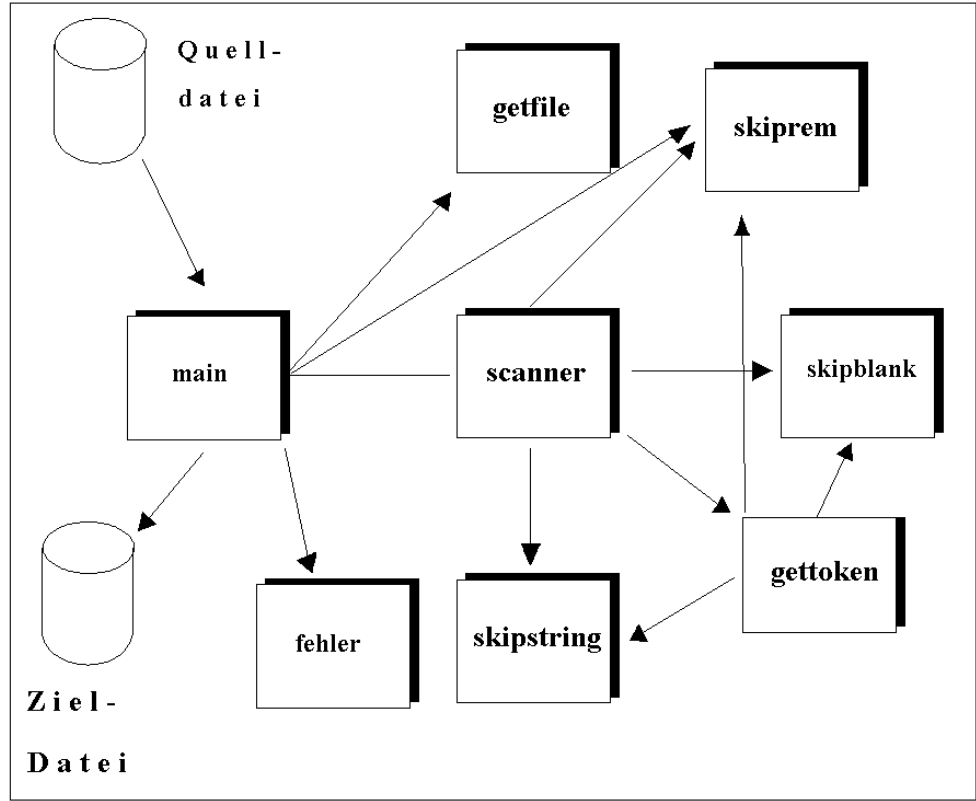 Quell-
datei
getfile
skiprem
main
scanner
skipblank
gettoken
fehler
skipstring
Ziel-
Datei